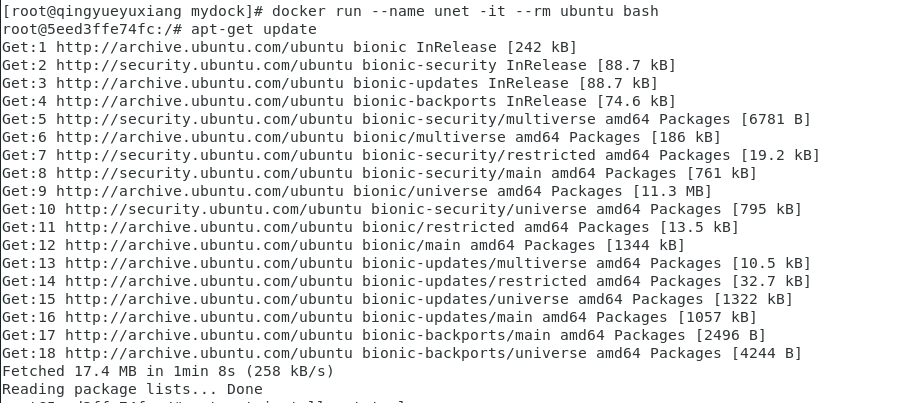 [root@qingyueyuxiang mydock]# docker run --name unet -it --rm ubuntu bash
root@5eed3ffe74fc:/# apt-get update
Get:1 http://archive.ubuntu.com/ubuntu bionic InRelease [242 kB]
Get:2 http://security.ubuntu.com/ubuntu bionic-security InRelease [88.7 kB]
Get:3 http://archive.ubuntu.com/ubuntu bionic-updates InRelease [88.7 kB]
Get:4 http://archive.ubuntu.com/ubuntu bionic-backports InRelease [74.6 kB]
Get:5 http://security.ubuntu.com/ubuntu bionic-security/multiverse amd64 Packages [6781 B]
Get:6 http://archive.ubuntu.com/ubuntu bionic/multiverse amd64 Packages [186 kB]
Get:7 http://security.ubuntu.com/ubuntu bionic-security/restricted amd64 Packages [19.2 kB]
Get:8 http://security.ubuntu.com/ubuntu bionic-security/main amd64 Packages [761 kB]
Get:9 http://archive.ubuntu.com/ubuntu bionic/universe amd64 Packages [11.3 MB]
Get:10 http://security.ubuntu.com/ubuntu bionic-security/universe amd64 Packages [795 kB]
Get:11 http://archive.ubuntu.com/ubuntu bionic/restricted amd64 Packages [13.5 kB]
Get:12 http://archive.ubuntu.com/ubuntu bionic/main amd64 Packages [1344 kB]
Get:13 http://archive.ubuntu.com/ubuntu bionic-updates/multiverse amd64 Packages [10.5 kB]
Get:14 http://archive.ubuntu.com/ubuntu bionic-updates/restricted amd64 Packages [32.7 kB]
Get:15 http://archive.ubuntu.com/ubuntu bionic-updates/universe amd64 Packages [1322 kB]
Get:16 http://archive.ubuntu.com/ubuntu bionic-updates/main amd64 Packages [1057 kB]
Get:17 http://archive.ubuntu.com/ubuntu bionic-backports/main amd64 Packages [2496 B]
Get:18 http://archive.ubuntu.com/ubuntu bionic-backports/universe amd64 Packages [4244 B]
Fetched 17.4 MB in 1min 8s (258 kB/s)
Reading package lists... Done